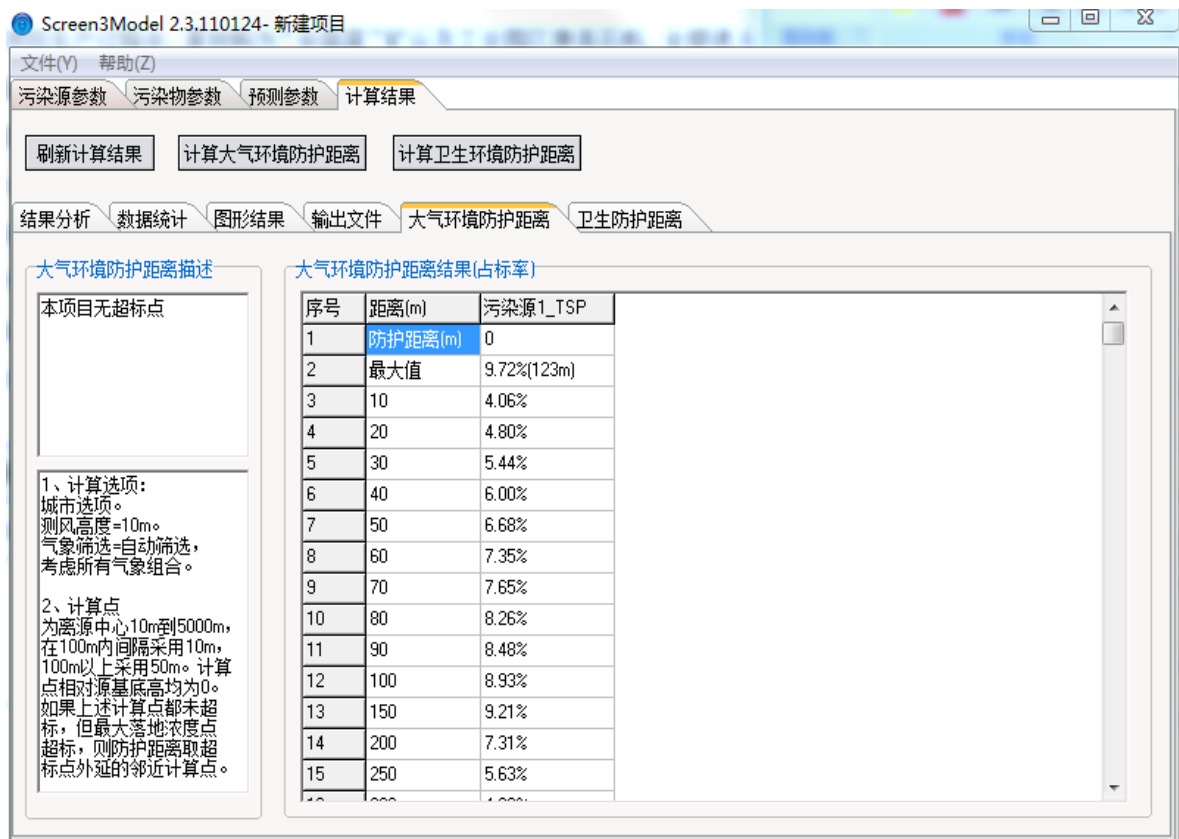 Screen3Model 2.3.110124- 新建项目
文件(Y) 帮助(Z)
污染源参数 污染物参数 预测参数 计算结果
刷新计算结果 计算大气环境防护距离 计算卫生环境防护距离
结果分析 数据统计 图形结果 输出文件 大气环境防护距离 卫生防护距离
大气环境防护距离描述
本项目无超标点
1、计算选项：
城市选项。
测风高度=10m。
气象筛选=自动筛选，
考虑所有气象组合。
2、计算点
为离源中心10m到5000m，
在100m内间隔采用10m，
100m以上采用50m。计算
点相对源基底高均为0。
如果上述计算点都未超
标，但最大落地浓度点
超标，则防护距离取超
标点外延的邻近计算点。
大气环境防护距离结果(占标率)
序号 距离(m) 污染源1_TSP
1 防护距离(m) 0
2 最大值 9.72%(123m)
3 10 4.06%
4 20 4.80%
5 30 5.44%
6 40 6.00%
7 50 6.68%
8 60 7.35%
9 70 7.65%
10 80 8.26%
11 90 8.48%
12 100 8.93%
13 150 9.21%
14 200 7.31%
15 250 5.63%